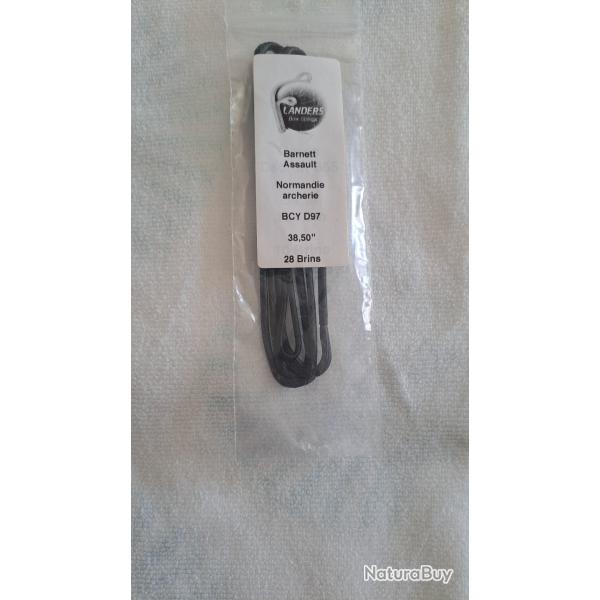 LANDERS
Bow Strings
Barnett
Assault
Normandie
archerie
BCY D97
38,50"
28 Brins
NaturaBuy